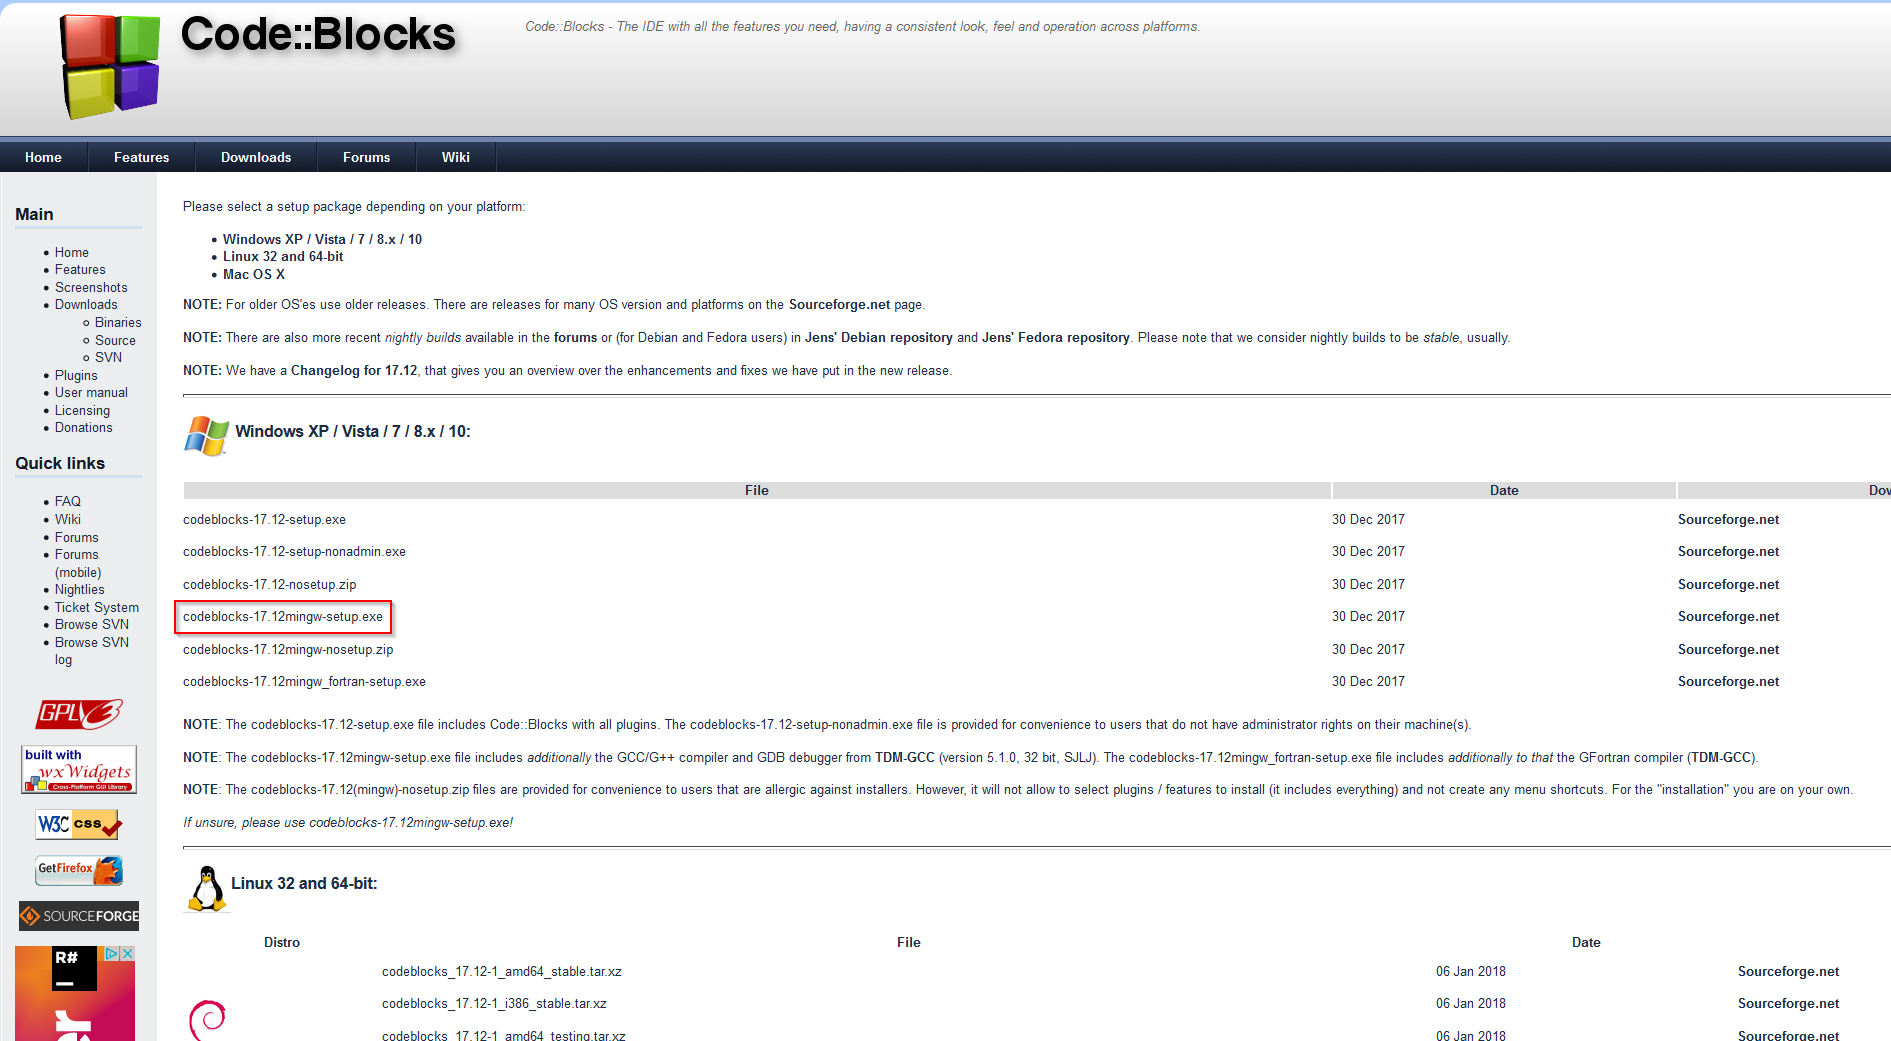 Code::Blocks
Code::Blocks - The IDE with all the features you need, having a consistent look, feel and operation across platforms.
Home
Features
Downloads
Forums
Wiki
Main
Home
Features
Screenshots
Downloads
Binaries
Source
SVN
Plugins
User manual
Licensing
Donations
Quick links
FAQ
Wiki
Forums
Forums
(mobile)
Nightlies
Ticket System
Browse SVN
Browse SVN
log
GPLv3
built with
wxWidgets
Cross-Platform GUI Library
W3C css
GetFirefox
SOURCEFORGE
R#
Please select a setup package depending on your platform:
Windows XP / Vista / 7 / 8.x / 10
Linux 32 and 64-bit
Mac OS X
NOTE: For older OS'es use older releases. There are releases for many OS version and platforms on the Sourceforge.net page.
NOTE: There are also more recent nightly builds available in the forums or (for Debian and Fedora users) in Jens' Debian repository and Jens' Fedora repository. Please note that we consider nightly builds to be stable, usually.
NOTE: We have a Changelog for 17.12, that gives you an overview over the enhancements and fixes we have put in the new release.
Windows XP / Vista / 7 / 8.x / 10:
File Date Dov
codeblocks-17.12-setup.exe 30 Dec 2017 Sourceforge.net
codeblocks-17.12-setup-nonadmin.exe 30 Dec 2017 Sourceforge.net
codeblocks-17.12-nosetup.zip 30 Dec 2017 Sourceforge.net
codeblocks-17.12mingw-setup.exe 30 Dec 2017 Sourceforge.net
codeblocks-17.12mingw-nosetup.zip 30 Dec 2017 Sourceforge.net
codeblocks-17.12mingw_fortran-setup.exe 30 Dec 2017 Sourceforge.net
NOTE: The codeblocks-17.12-setup.exe file includes Code::Blocks with all plugins. The codeblocks-17.12-setup-nonadmin.exe file is provided for convenience to users that do not have administrator rights on their machine(s).
NOTE: The codeblocks-17.12mingw-setup.exe file includes additionally the GCC/G++ compiler and GDB debugger from TDM-GCC (version 5.1.0, 32 bit, SJLJ). The codeblocks-17.12mingw_fortran-setup.exe file includes additionally to that the GFortran compiler (TDM-GCC).
NOTE: The codeblocks-17.12(mingw)-nosetup.zip files are provided for convenience to users that are allergic against installers. However, it will not allow to select plugins / features to install (it includes everything) and not create any menu shortcuts. For the "installation" you are on your own.
If unsure, please use codeblocks-17.12mingw-setup.exe!
Linux 32 and 64-bit:
Distro File Date
codeblocks_17.12-1_amd64_stable.tar.xz 06 Jan 2018 Sourceforge.net
codeblocks_17.12-1_i386_stable.tar.xz 06 Jan 2018 Sourceforge.net
codeblocks_17.12-1_amd64_testing.tar.xz 06 Jan 2018 Sourceforge.net